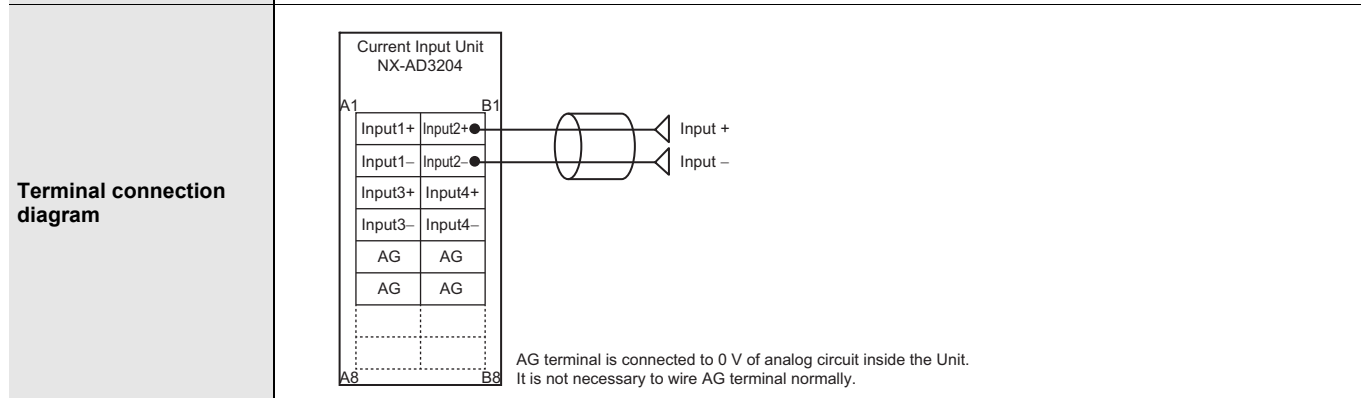 Terminal connection
diagram
Current Input Unit
NX-AD3204
A1 B1
Input1+ Input2+ Input +
Input1– Input2– Input –
Input3+ Input4+
Input3– Input4–
AG AG
AG AG
A8 B8
AG terminal is connected to 0 V of analog circuit inside the Unit.
It is not necessary to wire AG terminal normally.